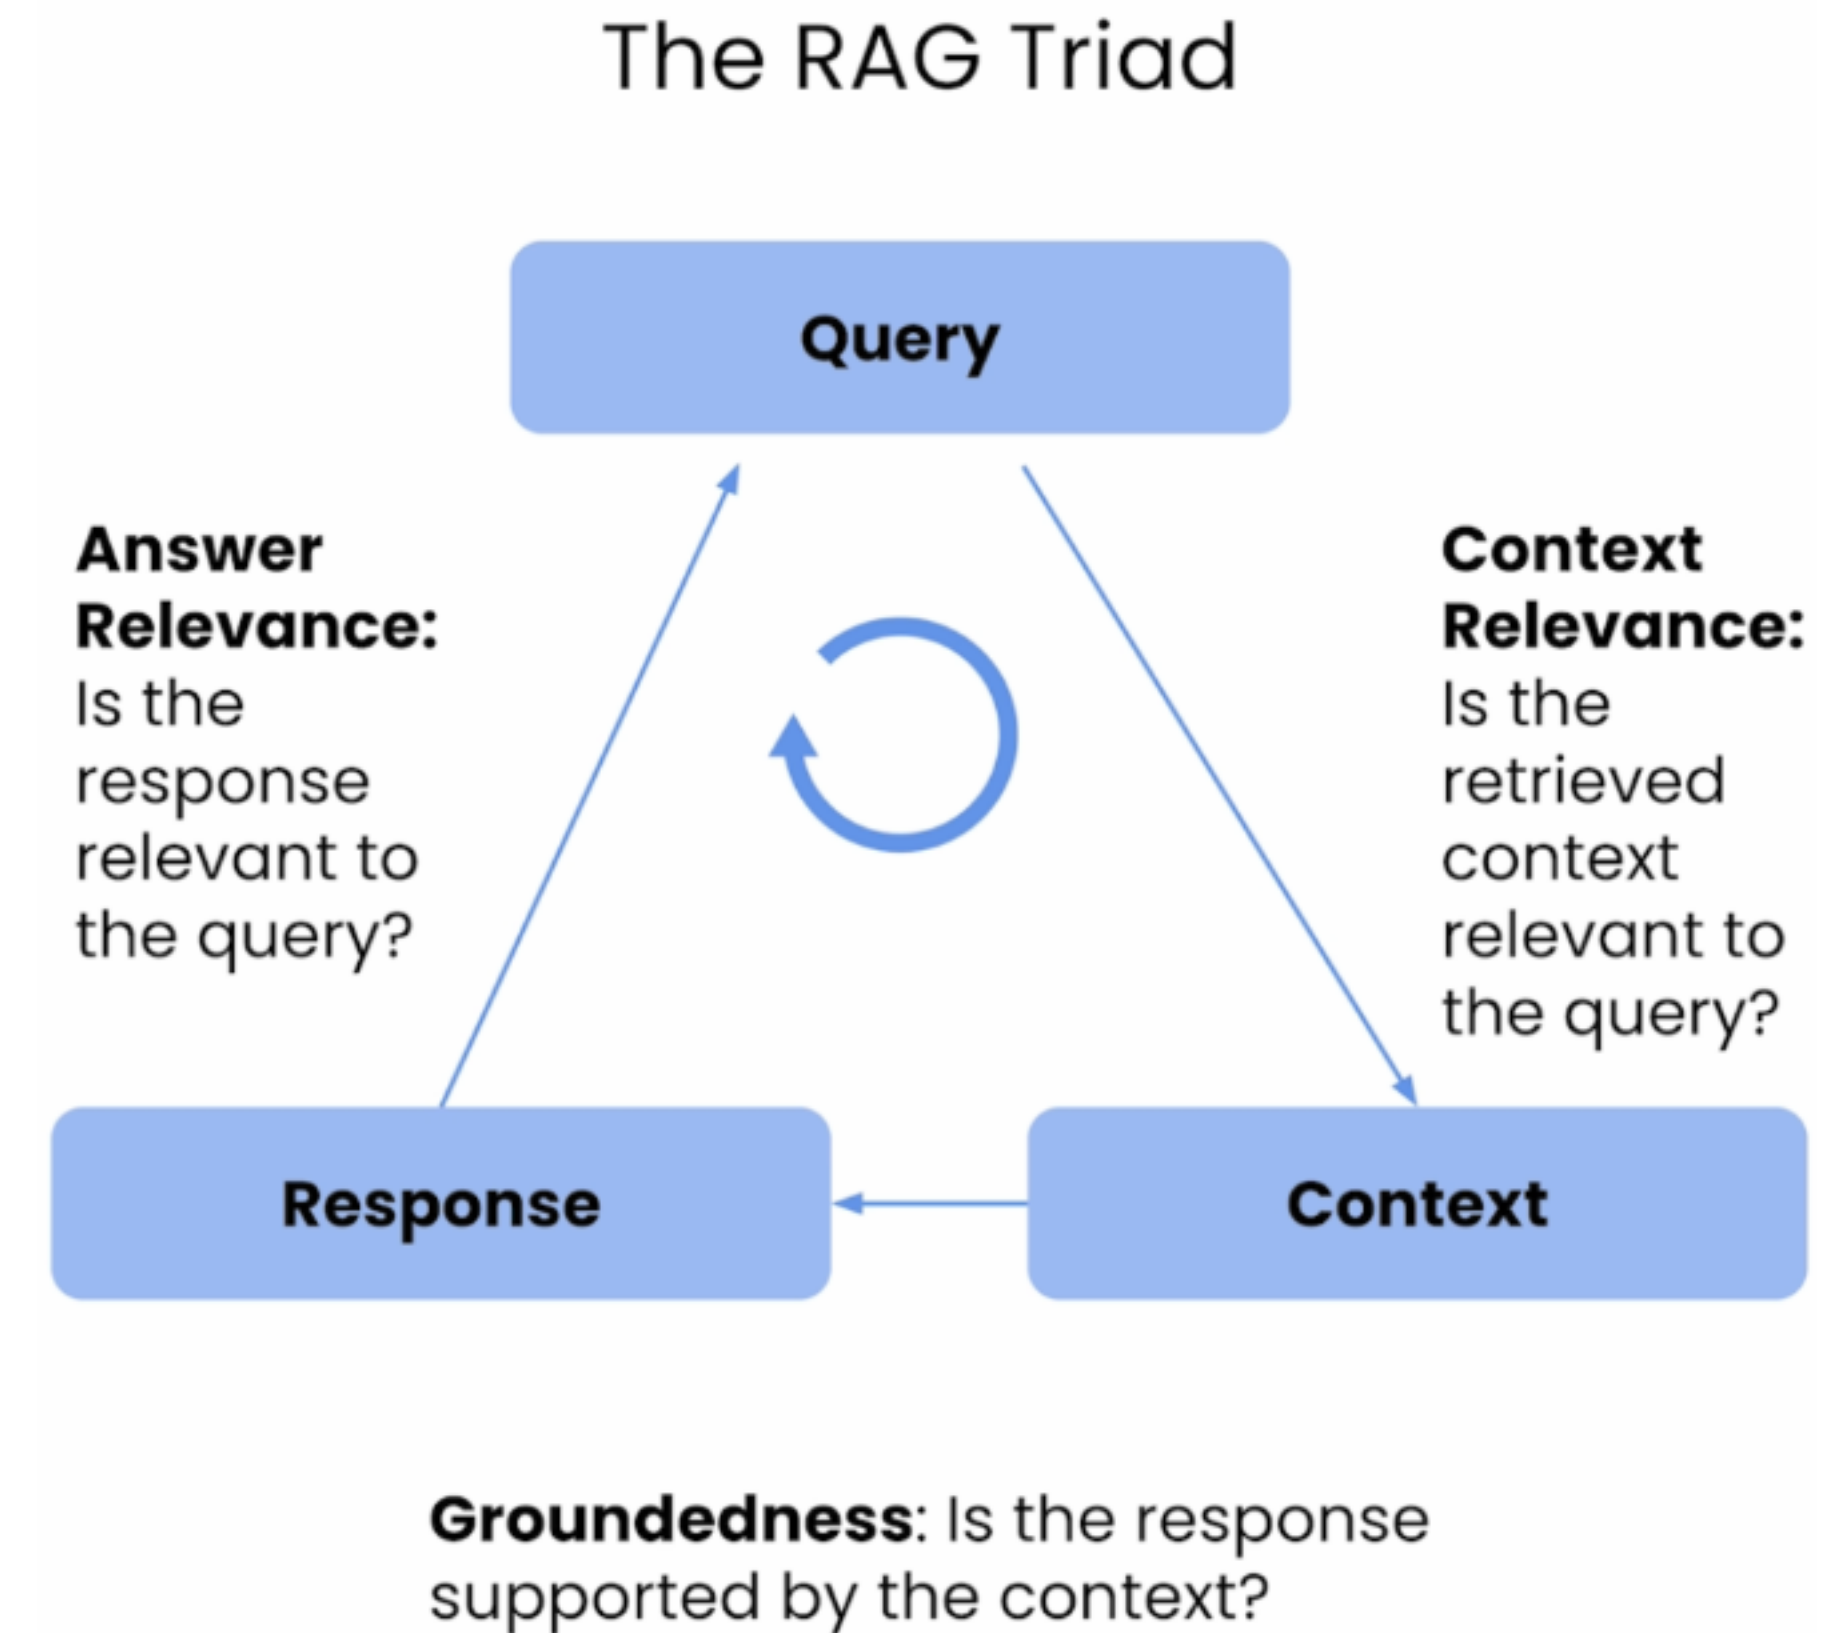 The RAG Triad
Query
Answer
Relevance:
Is the
response
relevant to
the query?
Context
Relevance:
Is the
retrieved
context
relevant to
the query?
Response
Context
Groundedness: Is the response
supported by the context?